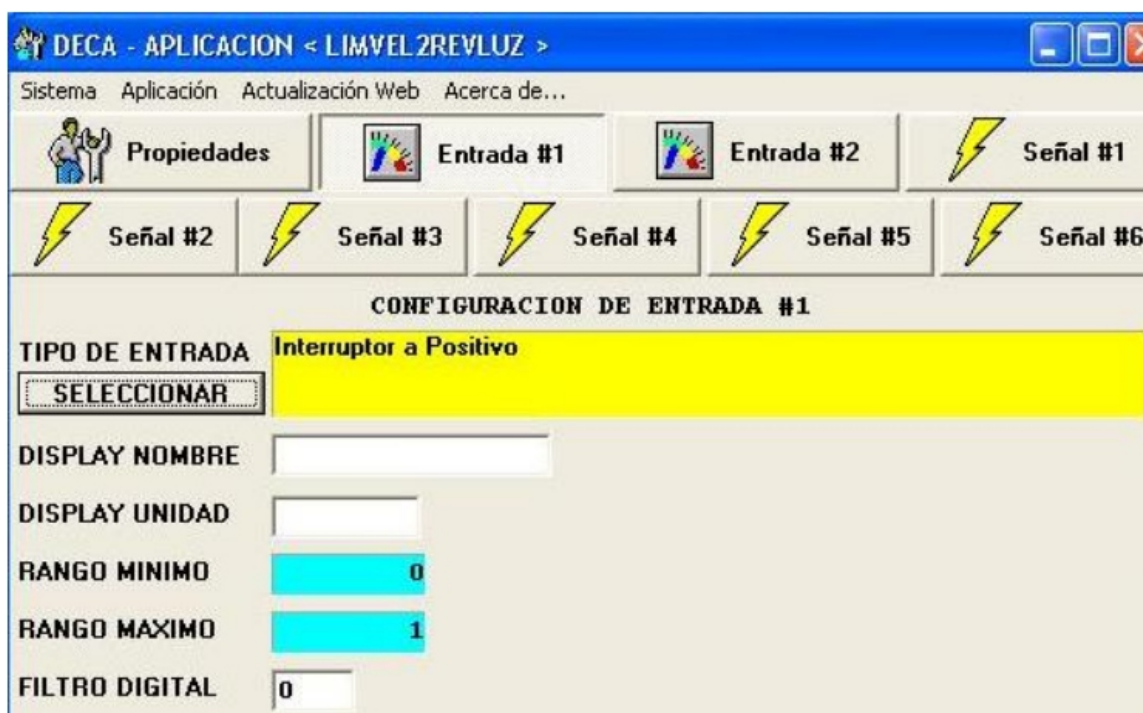 DECA - APLICACION < LIMVEL2REVLUZ >
Sistema Aplicación Actualización Web Acerca de...
Propiedades Entrada #1 Entrada #2 Señal #1
Señal #2 Señal #3 Señal #4 Señal #5 Señal #6
CONFIGURACION DE ENTRADA #1
TIPO DE ENTRADA Interruptor a Positivo
SELECCIONAR
DISPLAY NOMBRE
DISPLAY UNIDAD
RANGO MINIMO 0
RANGO MAXIMO 1
FILTRO DIGITAL 0